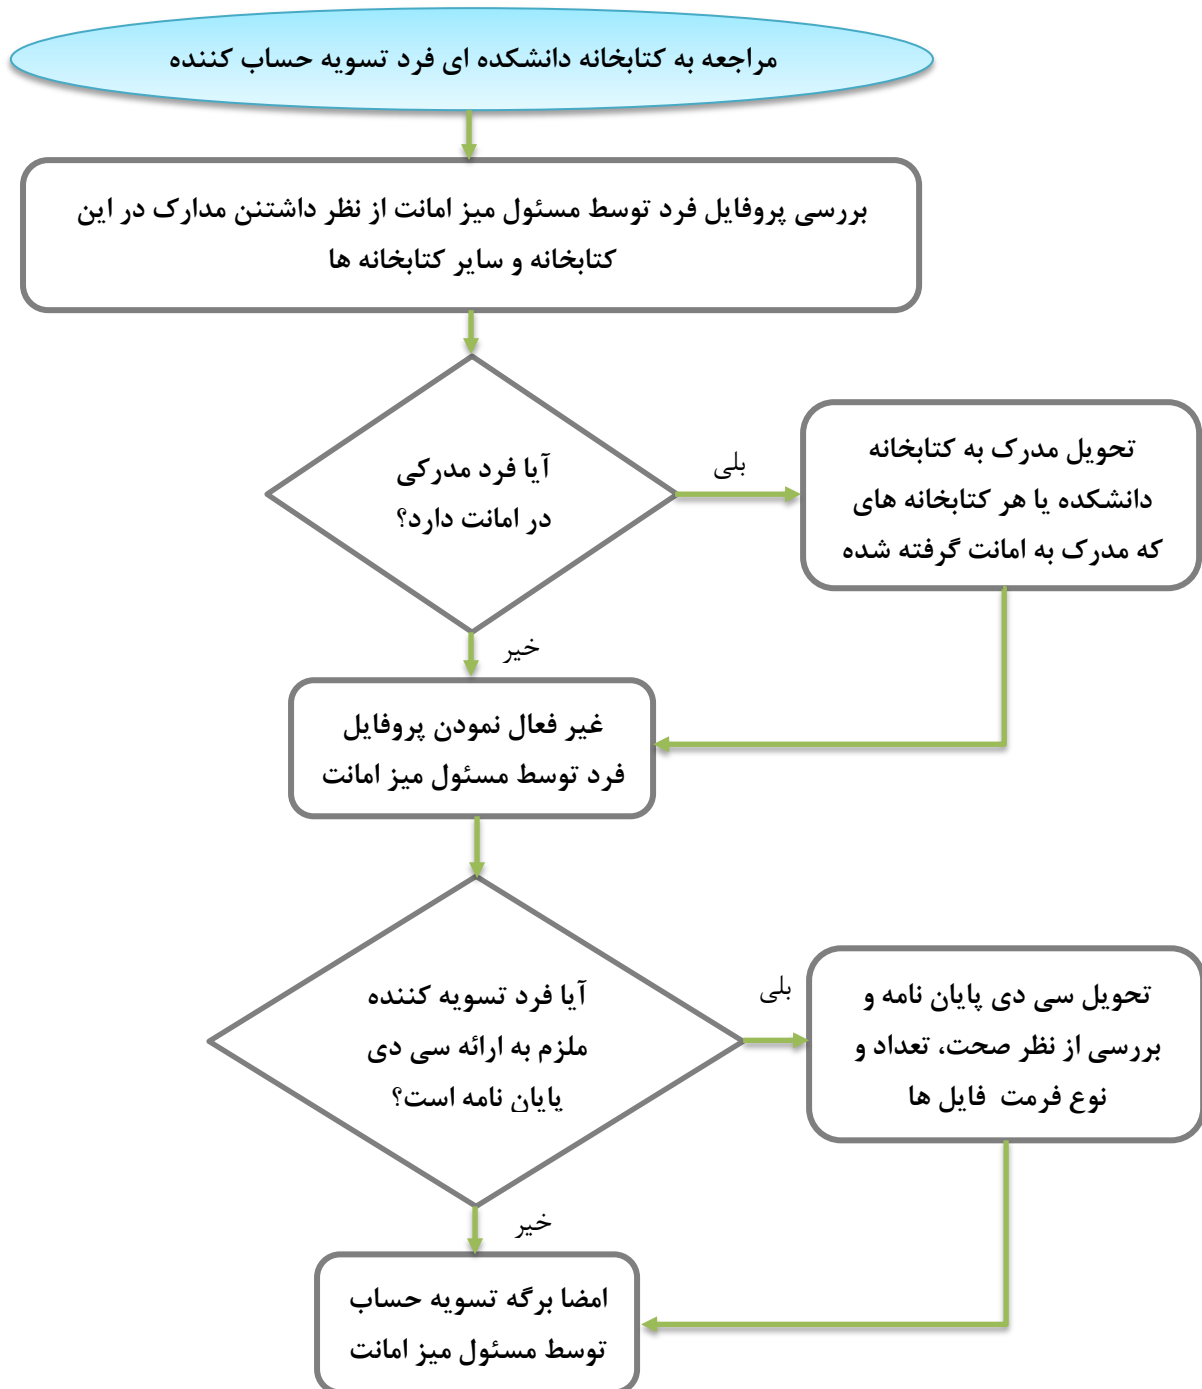 مراجعه به کتابخانه دانشکده ای فرد تسویه حساب کننده
بررسی پروفایل فرد توسط مسئول میز امانت از نظر داشتنن مدارک در این
کتابخانه و سایر کتابخانه ها
آیا فرد مدرکی
در امانت دارد؟
بلی
تحویل مدرک به کتابخانه
دانشکده یا هر کتابخانه های
که مدرک به امانت گرفته شده
خیر
غیر فعال نمودن پروفایل
فرد توسط مسئول میز امانت
آیا فرد تسویه کننده
ملزم به ارائه سی دی
پایان نامه است؟
بلی
تحویل سی دی پایان نامه و
بررسی از نظر صحت، تعداد و
نوع فرمت فایل ها
خیر
امضا برگه تسویه حساب
توسط مسئول میز امانت